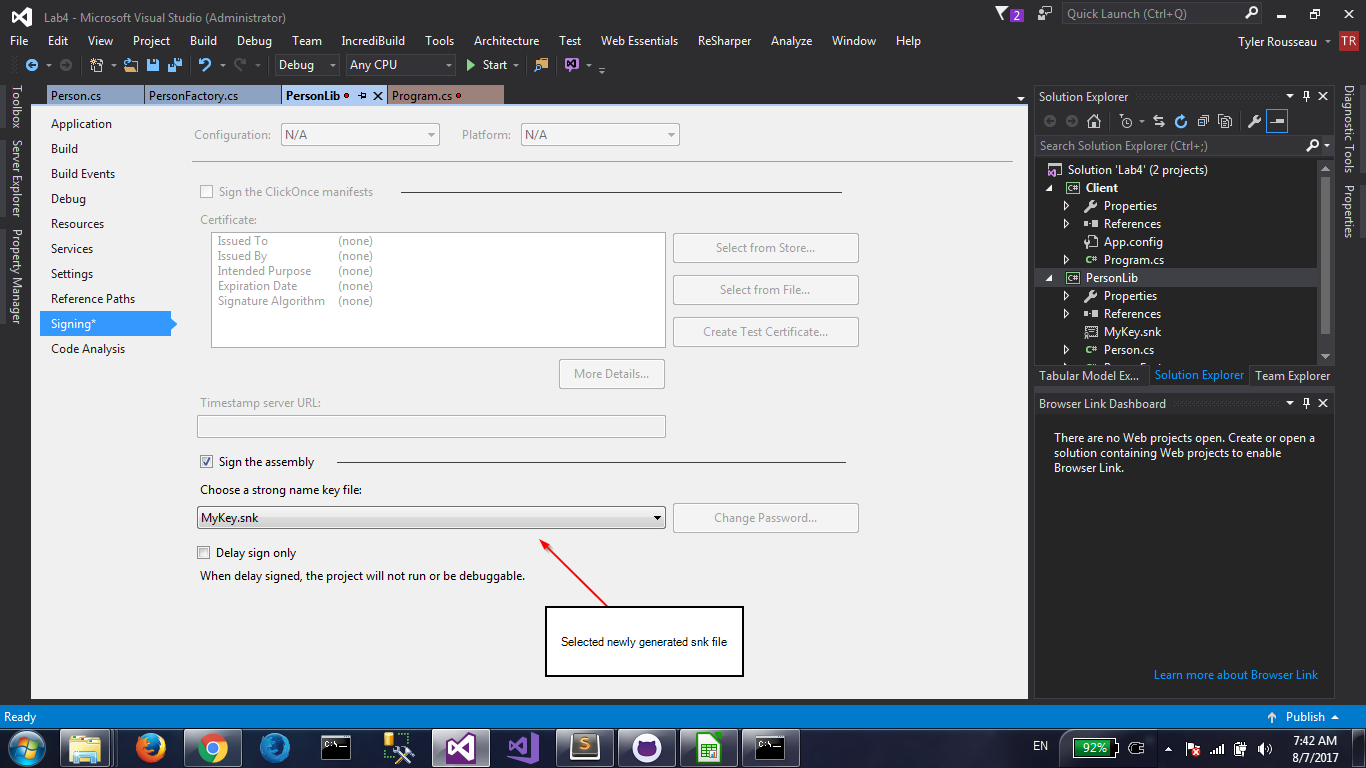 Lab4 - Microsoft Visual Studio (Administrator)
2
Quick Launch (Ctrl+Q)
File Edit View Project Build Debug Team IncrediBuild Tools Architecture Test Web Essentials ReSharper Analyze Window Help
Tyler Rousseau TR
Debug Any CPU Start
Toolbox
Server Explorer
Property Manager
Person.cs PersonFactory.cs PersonLib Program.cs
Application
Build
Build Events
Debug
Resources
Services
Settings
Reference Paths
Signing*
Code Analysis
Configuration: N/A Platform: N/A
Sign the ClickOnce manifests
Certificate:
Issued To (none)
Issued By (none)
Intended Purpose (none)
Expiration Date (none)
Signature Algorithm (none)
Select from Store...
Select from File...
Create Test Certificate...
More Details...
Timestamp server URL:
Sign the assembly
Choose a strong name key file:
MyKey.snk
Change Password...
Delay sign only
When delay signed, the project will not run or be debuggable.
Selected newly generated snk file
Solution Explorer
Search Solution Explorer (Ctrl+;)
Solution 'Lab4' (2 projects)
C# Client
Properties
References
App.config
C# Program.cs
C# PersonLib
Properties
References
MyKey.snk
C# Person.cs
Tabular Model Ex... Solution Explorer Team Explorer
Browser Link Dashboard
There are no Web projects open. Create or open a
solution containing Web projects to enable
Browser Link.
Learn more about Browser Link
Diagnostic Tools
Properties
Ready
Publish
C:\_
S
C:\_
EN
92%
7:42 AM
8/7/2017